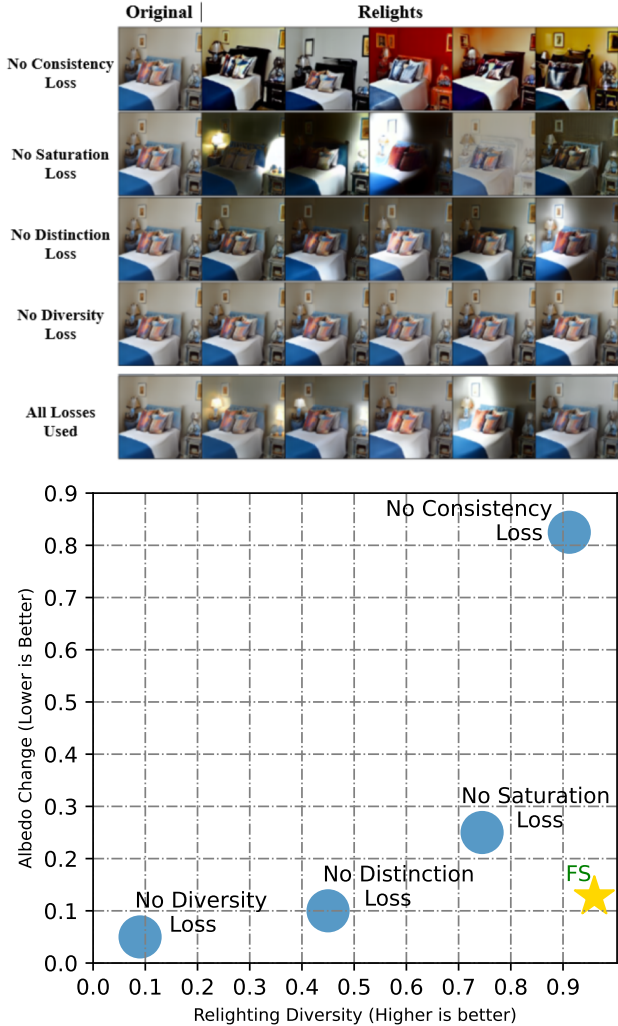 Original | Relights
No Consistency
Loss
No Saturation
Loss
No Distinction
Loss
No Diversity
Loss
All Losses
Used
0.9
0.8
0.7
0.6
0.5
0.4
0.3
0.2
0.1
0.0
Albedo Change (Lower is Better)
No Consistency
Loss
No Saturation
Loss
FS
No Distinction
Loss
No Diversity
Loss
0.0 0.1 0.2 0.3 0.4 0.5 0.6 0.7 0.8 0.9
Relighting Diversity (Higher is better)